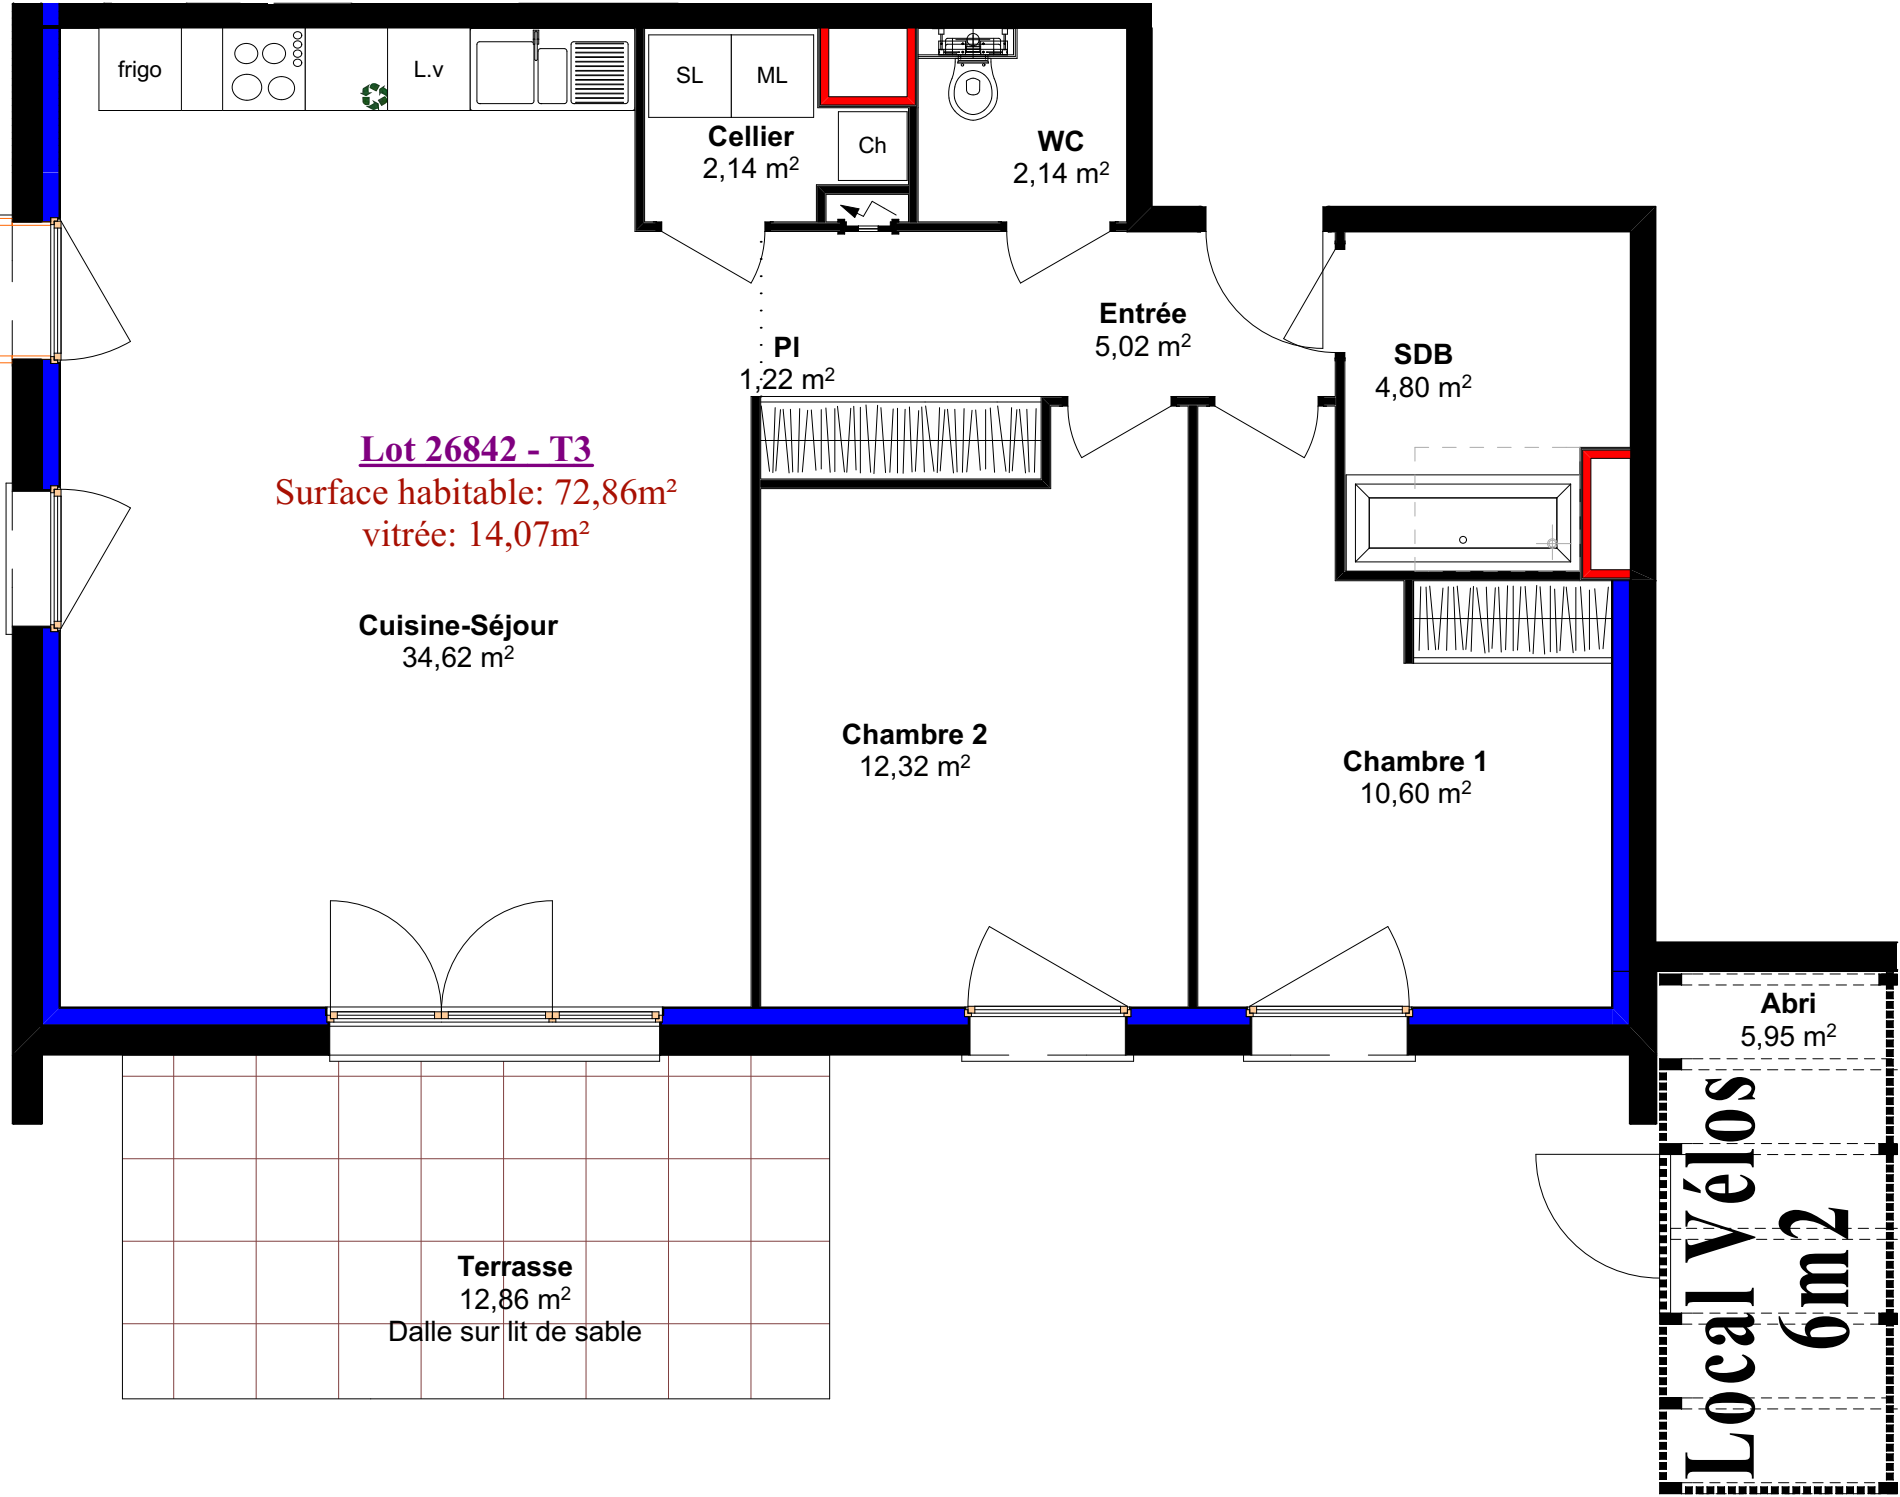 frigo
L.v
SL
ML
Cellier
2,14 m²
Ch
WC
2,14 m²
Entrée
5,02 m²
Pl
1,22 m²
SDB
4,80 m²
Lot 26842 - T3
Surface habitable: 72,86m²
vitrée: 14,07m²
Cuisine-Séjour
34,62 m²
Chambre 2
12,32 m²
Chambre 1
10,60 m²
Abri
5,95 m²
Local Vélos
6m2
Terrasse
12,86 m²
Dalle sur lit de sable